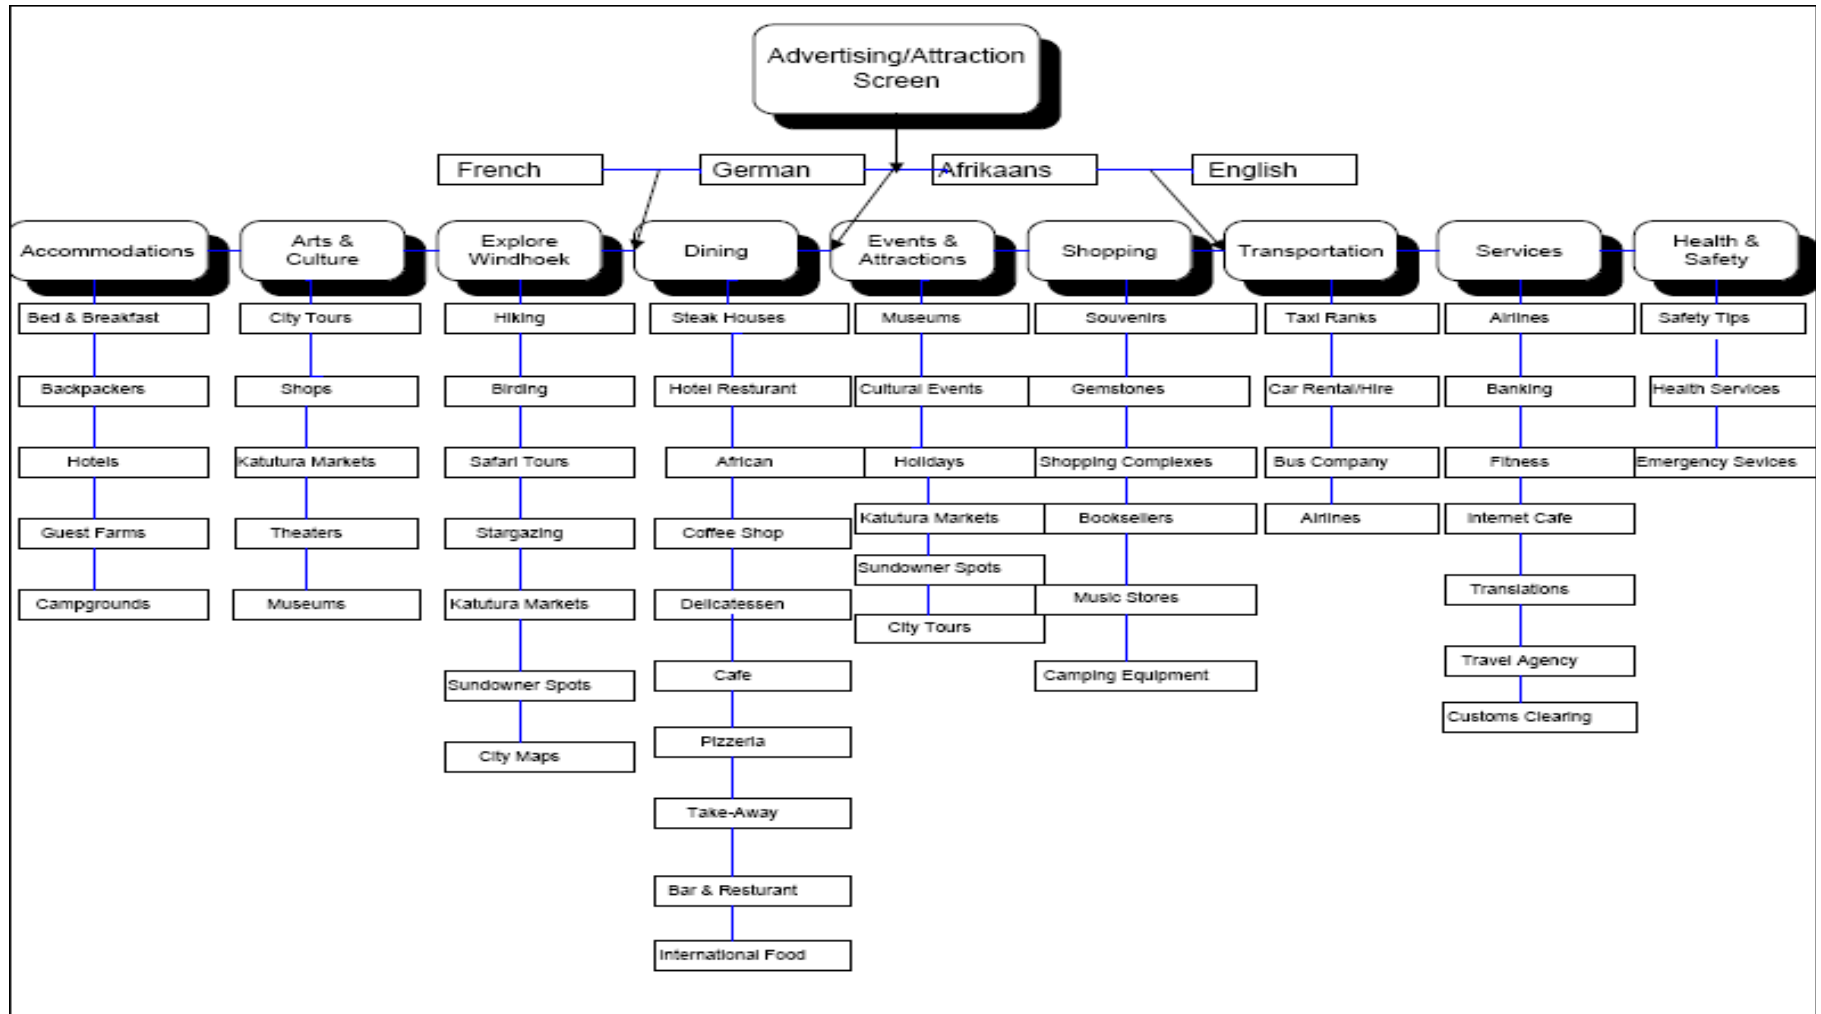 Advertising/Attraction
Screen
French
German
Afrikaans
English
Accommodations
Arts &
Culture
Explore
Windhoek
Dining
Events &
Attractions
Shopping
Transportation
Services
Health &
Safety
Bed & Breakfast
Backpackers
Hotels
Guest Farms
Campgrounds
City Tours
Shops
Katutura Markets
Theaters
Museums
Hiking
Birding
Safari Tours
Stargazing
Katutura Markets
Sundowner Spots
City Maps
Steak Houses
Hotel Resturant
African
Coffee Shop
Delicatessen
Cafe
Pizzeria
Take-Away
Bar & Resturant
International Food
Museums
Cultural Events
Holidays
Katutura Markets
Sundowner Spots
City Tours
Souvenirs
Gemstones
Shopping Complexes
Booksellers
Music Stores
Camping Equipment
Taxi Ranks
Car Rental/Hire
Bus Company
Airlines
Airlines
Banking
Fitness
Internet Cafe
Translations
Travel Agency
Customs Clearing
Safety Tips
Health Services
Emergency Sevices